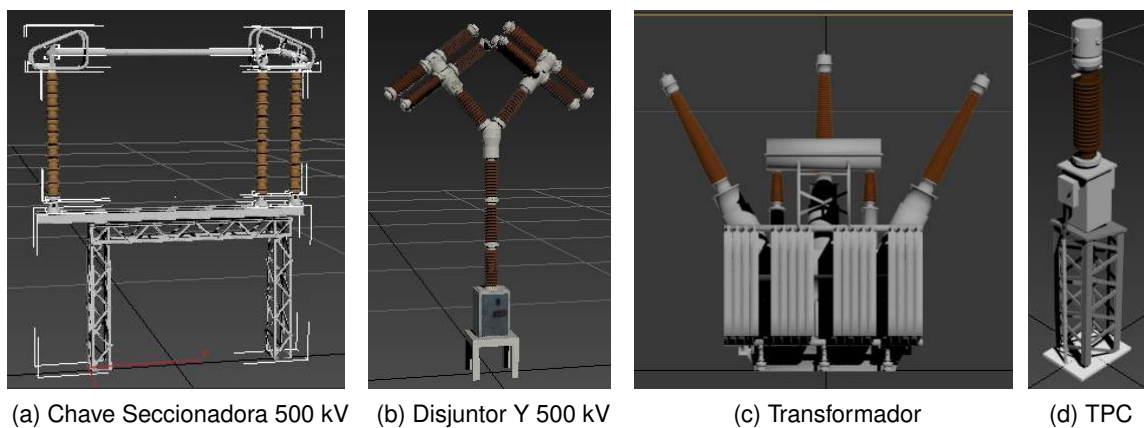 (a) Chave Seccionadora 500 kV
(b) Disjuntor Y 500 kV
(c) Transformador
(d) TPC